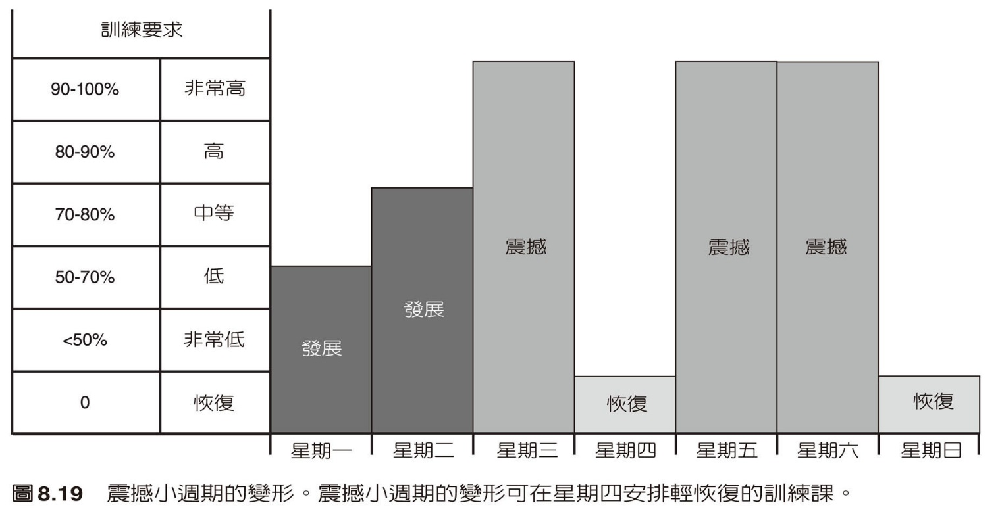 訓練要求
90-100% 非常高
80-90% 高
70-80% 中等
50-70% 低
<50% 非常低
0 恢復
發展
發展
震撼
恢復
震撼
震撼
恢復
星期一 星期二 星期三 星期四 星期五 星期六 星期日
圖8.19 震撼小週期的變形。震撼小週期的變形可在星期四安排輕恢復的訓練課。